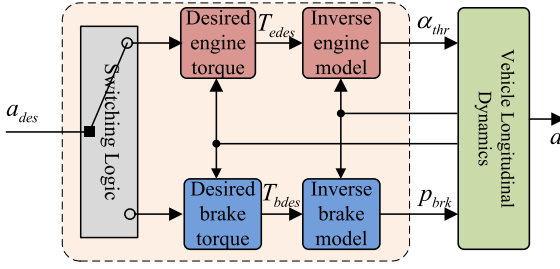 a_des
Switching Logic
Desired
engine
torque
T_edes
Inverse
engine
model
α_thr
Desired
brake
torque
T_bdes
Inverse
brake
model
p_brk
Vehicle Longitudinal
Dynamics
a